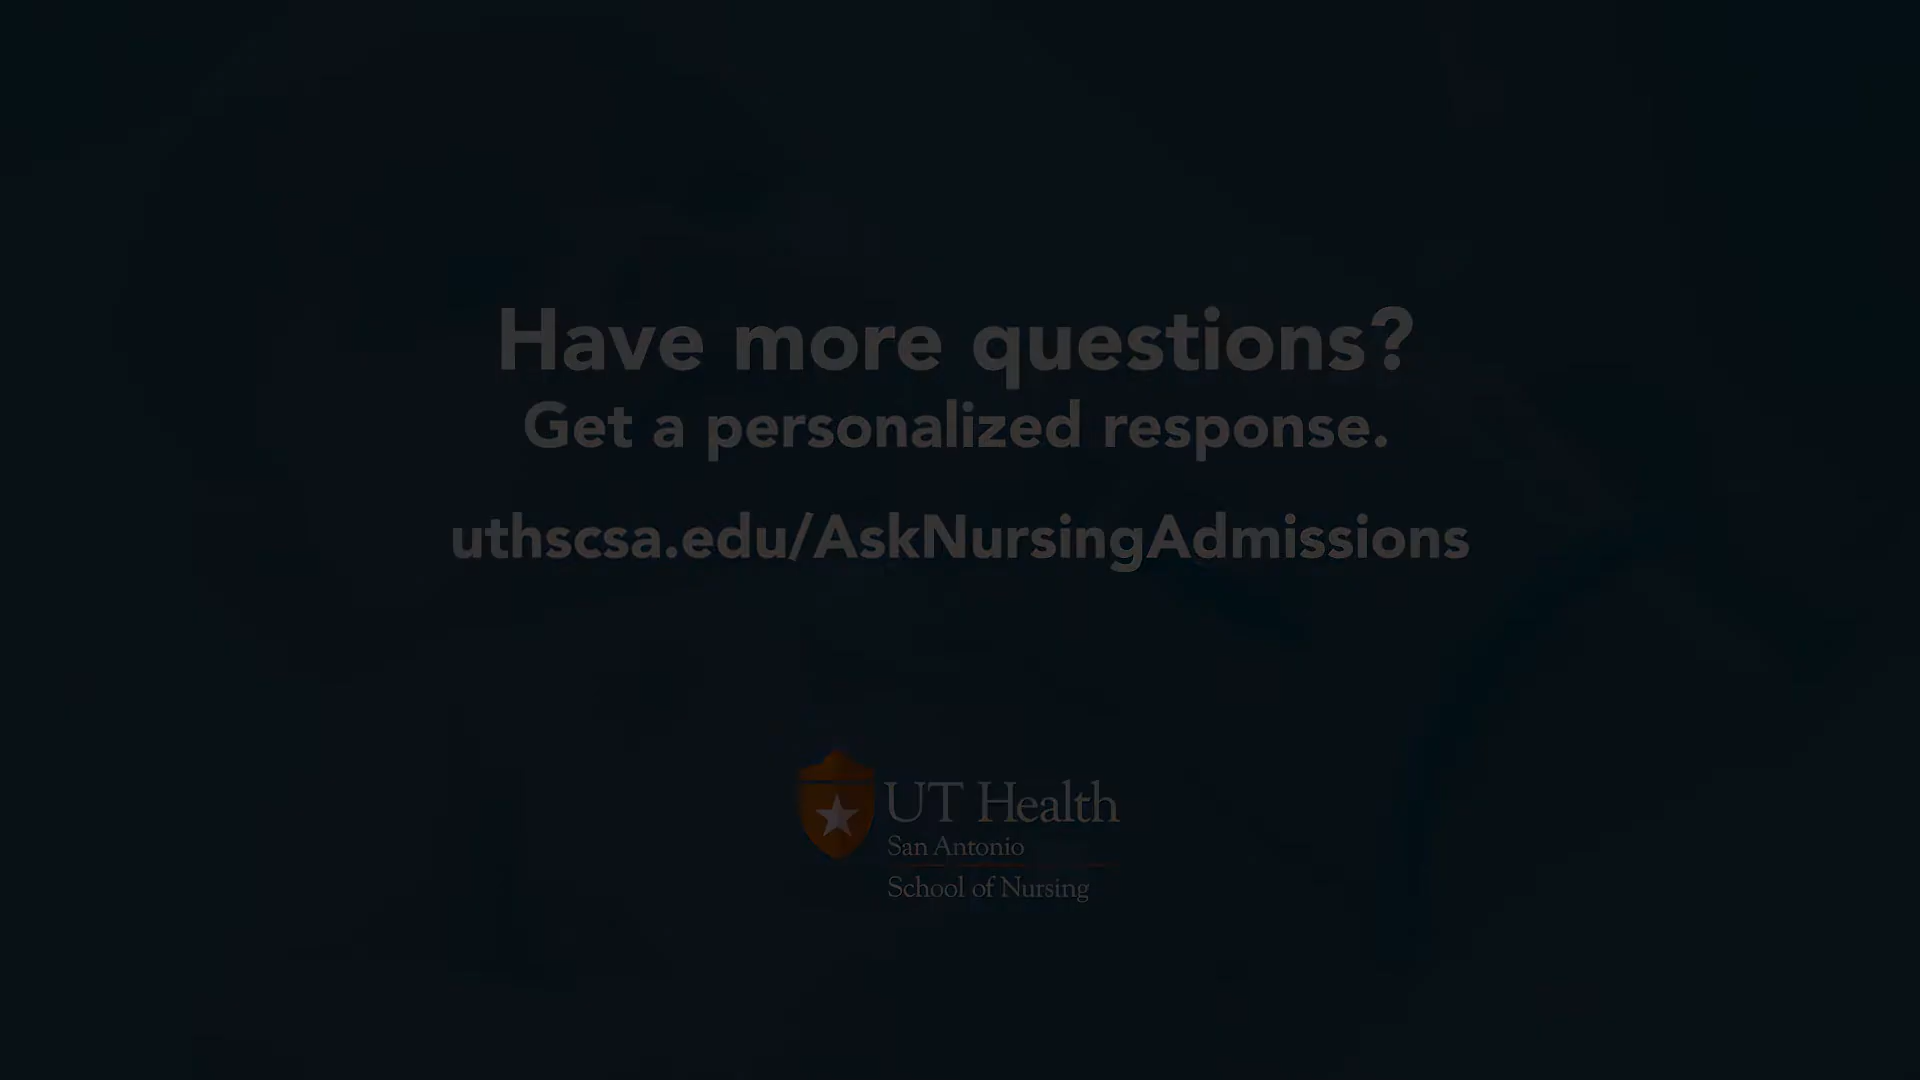 Have more questions?
Get a personalized response.
uthscsa.edu/AskNursingAdmissions
UT Health
San Antonio
School of Nursing